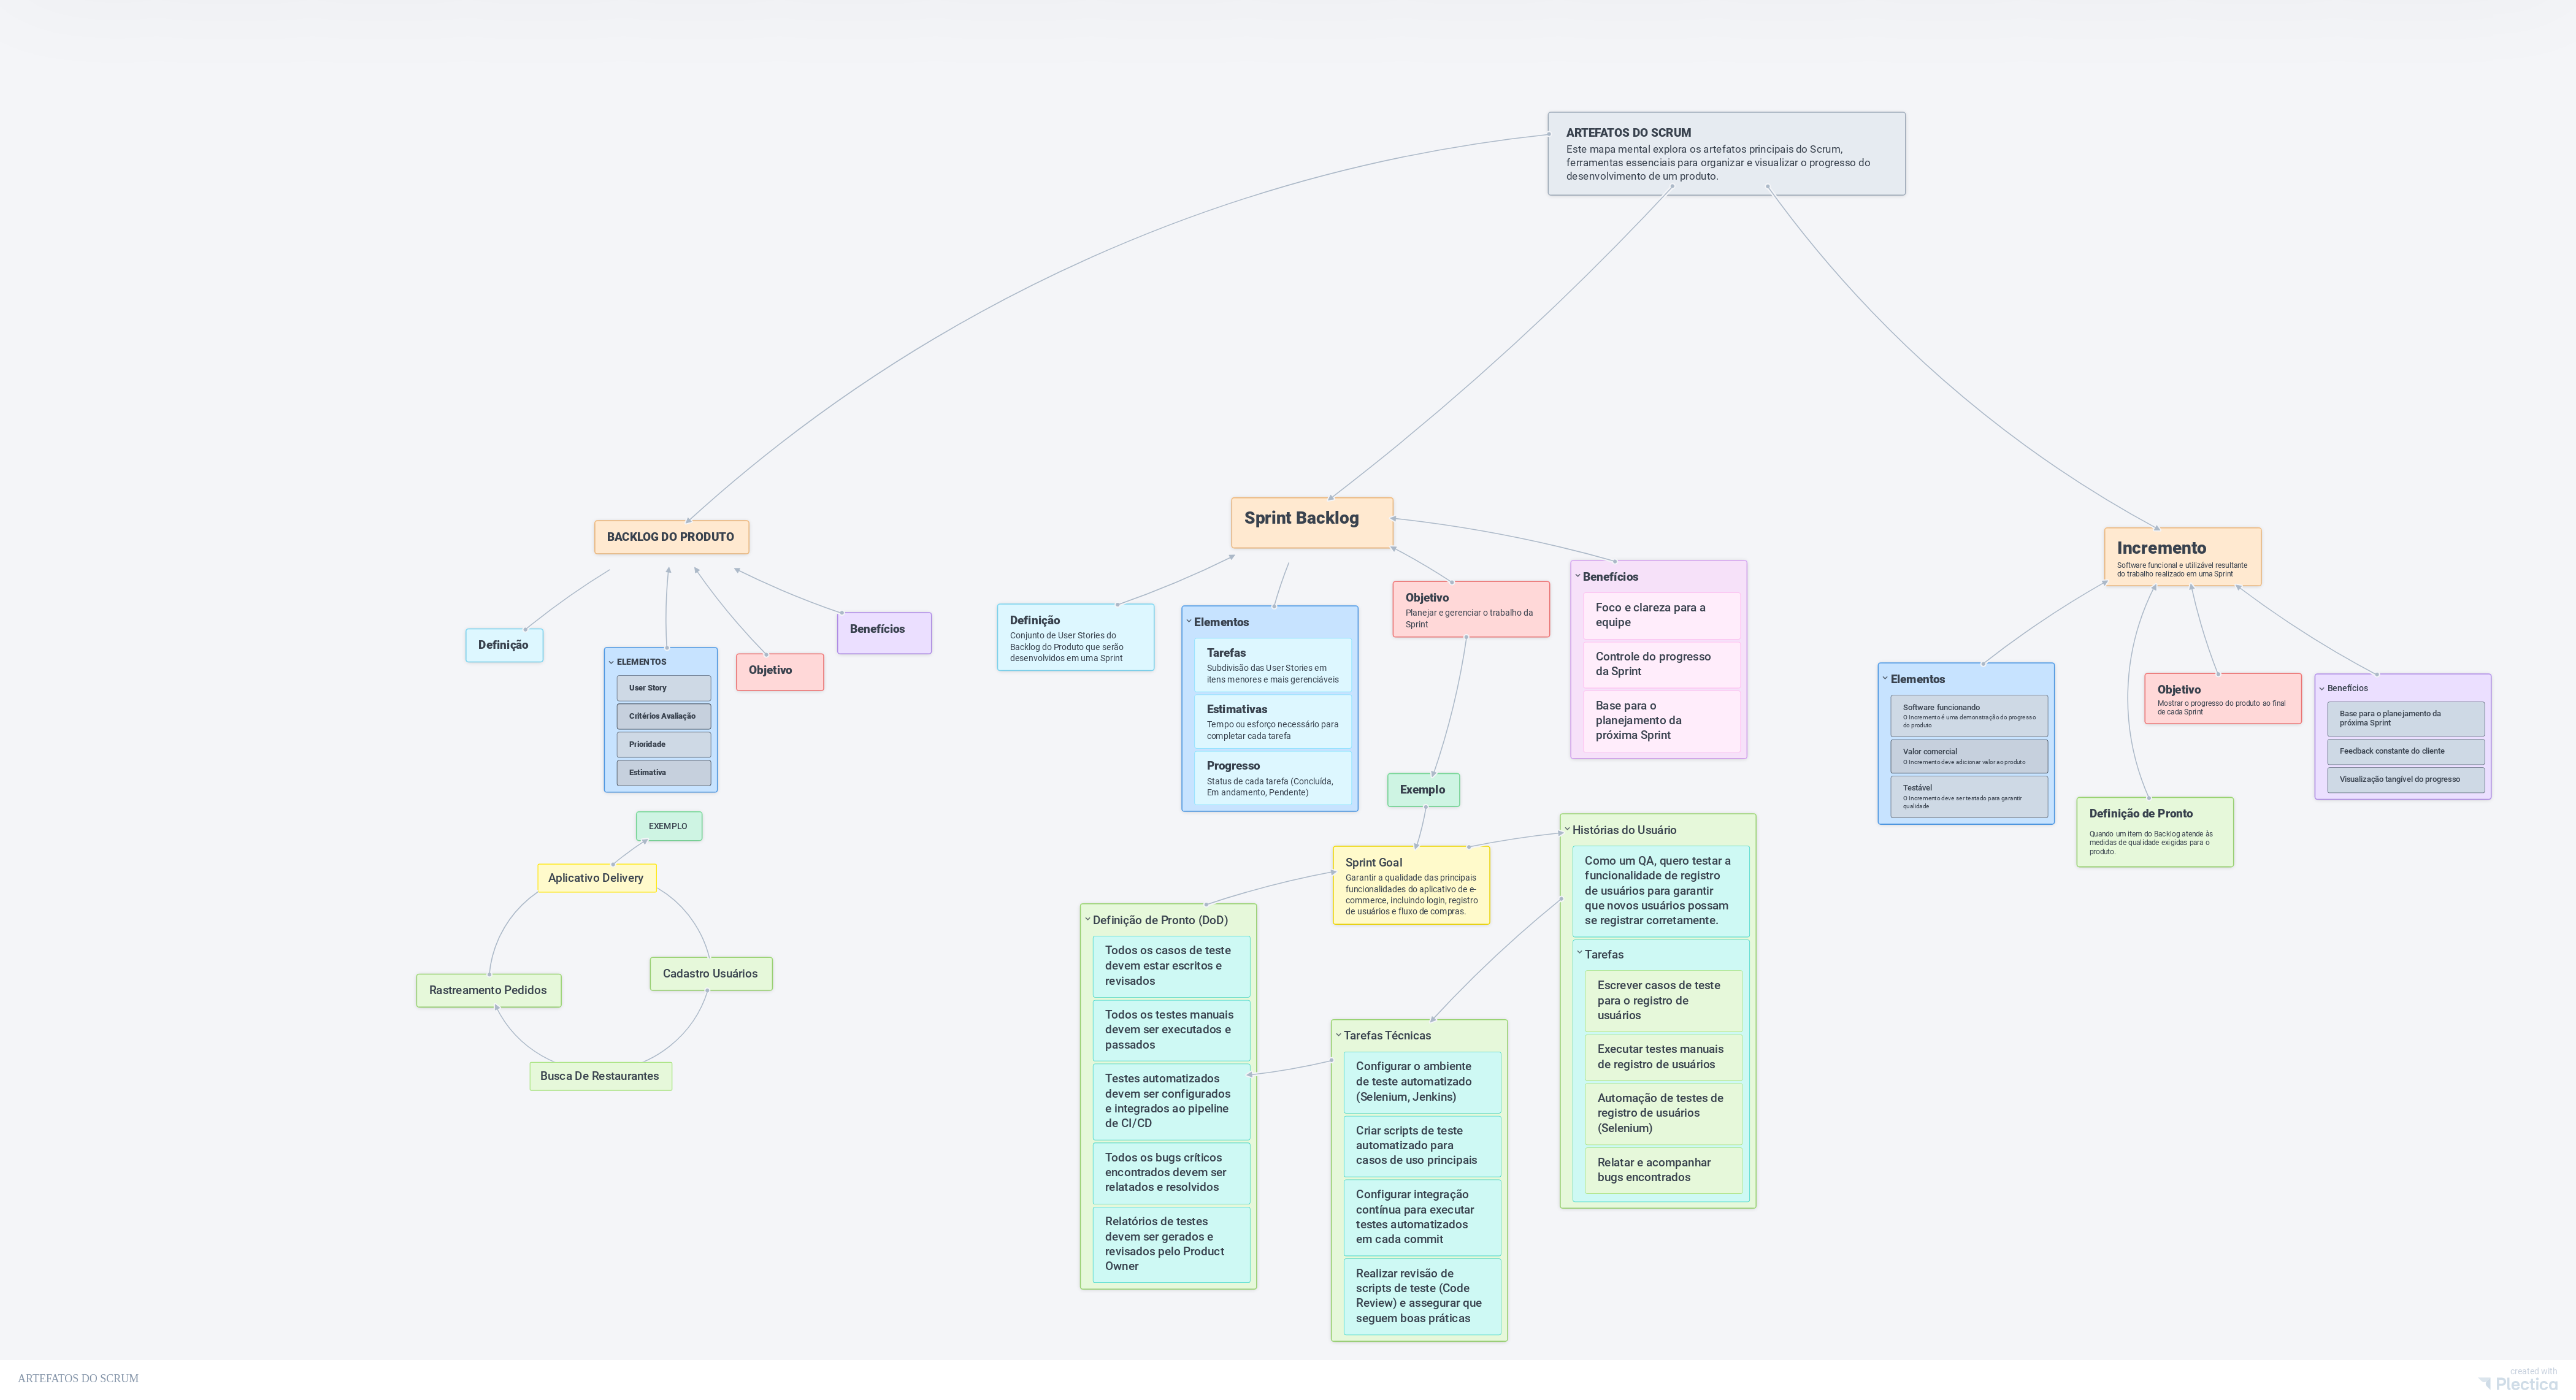 ARTEFATOS DO SCRUM
Este mapa mental explora os artefatos principais do Scrum,
ferramentas essenciais para organizar e visualizar o progresso do
desenvolvimento de um produto.
BACKLOG DO PRODUTO
Definição
ELEMENTOS
User Story
Critérios Avaliação
Prioridade
Estimativa
Objetivo
Benefícios
EXEMPLO
Aplicativo Delivery
Cadastro Usuários
Rastreamento Pedidos
Busca De Restaurantes
Sprint Backlog
Definição
Conjunto de User Stories do
Backlog do Produto que serão
desenvolvidos em uma Sprint
Elementos
Tarefas
Subdivisão das User Stories em
itens menores e mais gerenciáveis
Estimativas
Tempo ou esforço necessário para
completar cada tarefa
Progresso
Status de cada tarefa (Concluída,
Em andamento, Pendente)
Objetivo
Planejar e gerenciar o trabalho da
Sprint
Benefícios
Foco e clareza para a
equipe
Controle do progresso
da Sprint
Base para o
planejamento da
próxima Sprint
Exemplo
Sprint Goal
Garantir a qualidade das principais
funcionalidades do aplicativo de e-
commerce, incluindo login, registro
de usuários e fluxo de compras.
Histórias do Usuário
Como um QA, quero testar a
funcionalidade de registro
de usuários para garantir
que novos usuários possam
se registrar corretamente.
Tarefas
Escrever casos de teste
para o registro de
usuários
Executar testes manuais
de registro de usuários
Automação de testes de
registro de usuários
(Selenium)
Relatar e acompanhar
bugs encontrados
Definição de Pronto (DoD)
Todos os casos de teste
devem estar escritos e
revisados
Todos os testes manuais
devem ser executados e
passados
Testes automatizados
devem ser configurados
e integrados ao pipeline
de CI/CD
Todos os bugs críticos
encontrados devem ser
relatados e resolvidos
Relatórios de testes
devem ser gerados e
revisados pelo Product
Owner
Tarefas Técnicas
Configurar o ambiente
de teste automatizado
(Selenium, Jenkins)
Criar scripts de teste
automatizado para
casos de uso principais
Configurar integração
contínua para executar
testes automatizados
em cada commit
Realizar revisão de
scripts de teste (Code
Review) e assegurar que
seguem boas práticas
Incremento
Software funcional e utilizável resultante
do trabalho realizado em uma Sprint
Elementos
Software funcionando
O Incremento é uma demonstração do progresso
do produto
Valor comercial
O Incremento deve adicionar valor ao produto
Testável
O Incremento deve ser testado para garantir
qualidade
Definição de Pronto
Quando um item do Backlog atende às
medidas de qualidade exigidas para o
produto.
Objetivo
Mostrar o progresso do produto ao final
de cada Sprint
Benefícios
Base para o planejamento da
próxima Sprint
Feedback constante do cliente
Visualização tangível do progresso
ARTEFATOS DO SCRUM
created with
Plectica